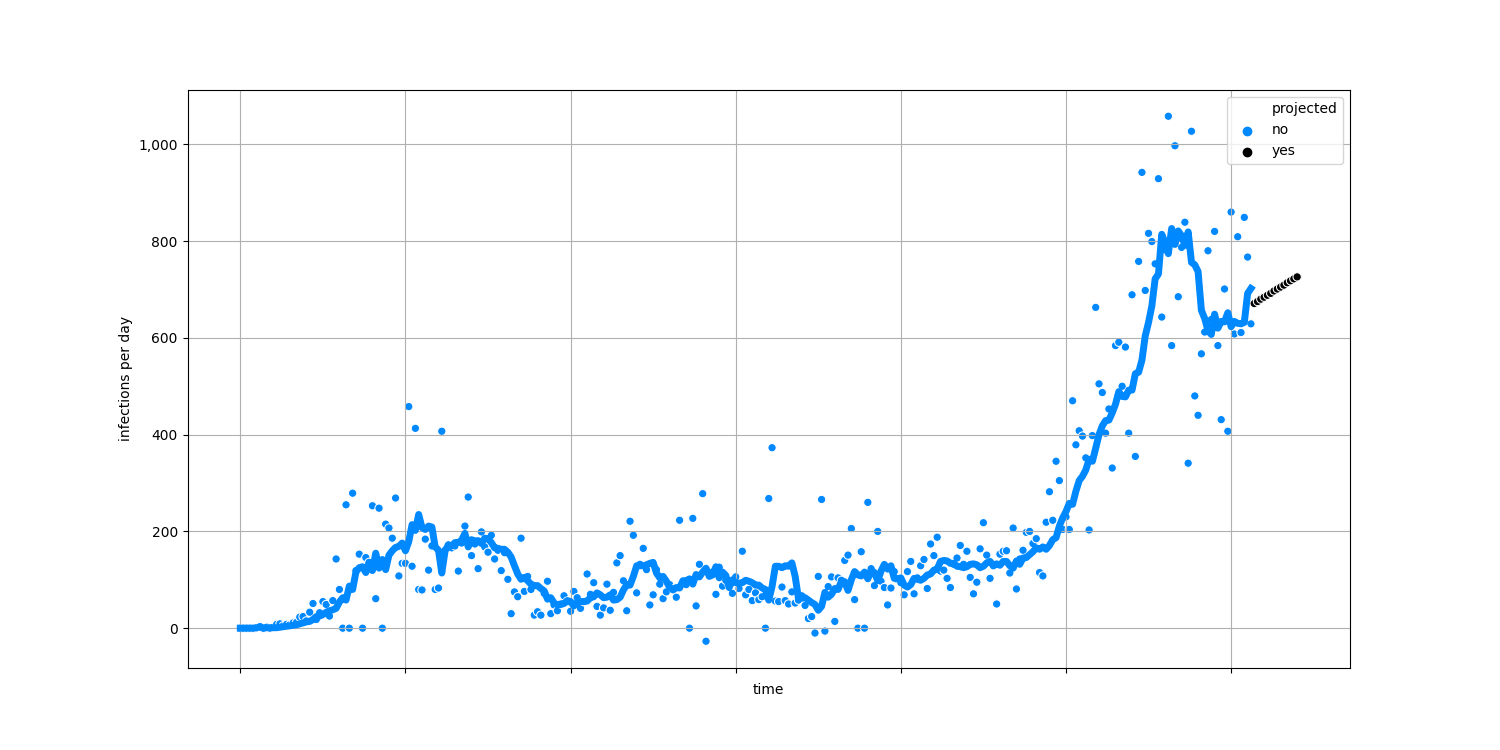 projected
no
yes
1,000
800
600
400
200
0
infections per day
time